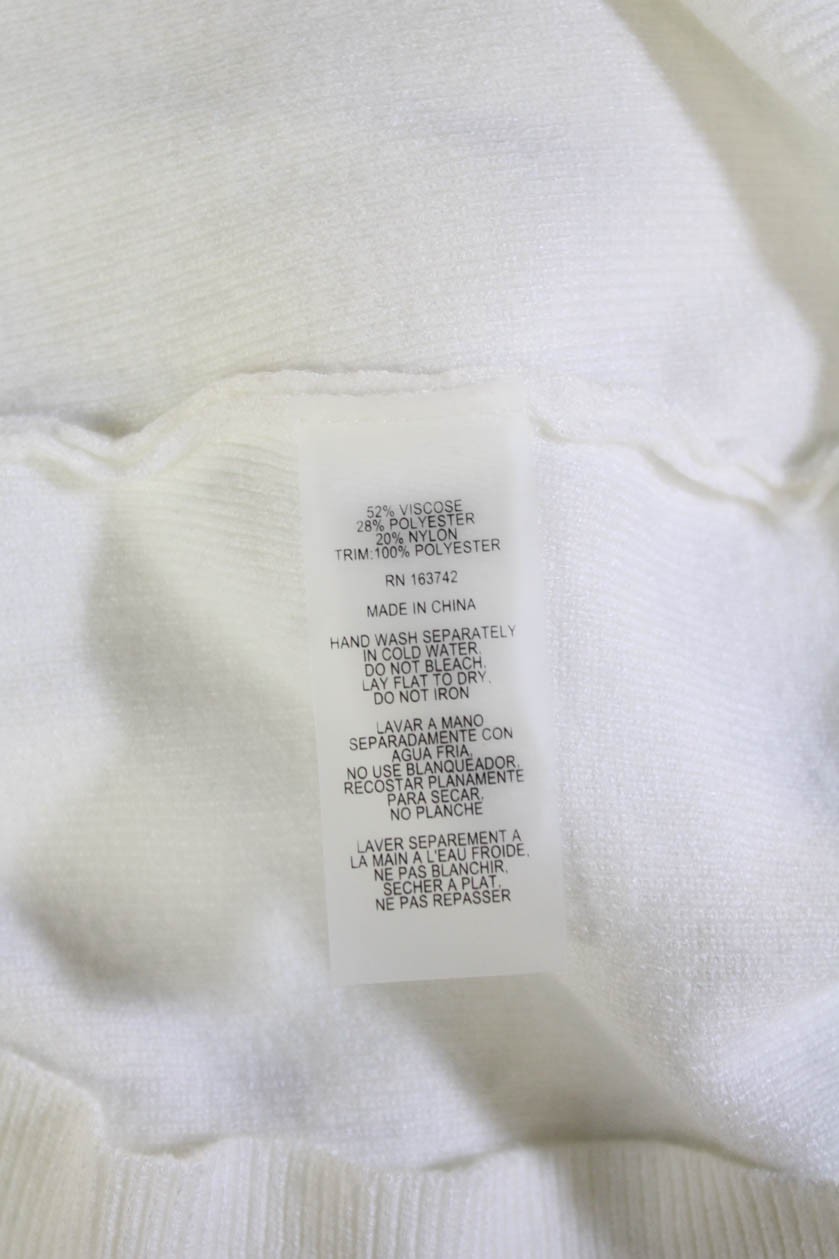 52% VISCOSE
28% POLYESTER
20% NYLON
TRIM:100% POLYESTER
RN 163742
MADE IN CHINA
HAND WASH SEPARATELY
IN COLD WATER,
DO NOT BLEACH,
LAY FLAT TO DRY,
DO NOT IRON
LAVAR A MANO
SEPARADAMENTE CON
AGUA FRIA,
NO USE BLANQUEADOR,
RECOSTAR PLANAMENTE
PARA SECAR,
NO PLANCHE
LAVER SEPAREMENT A
LA MAIN A L'EAU FROIDE,
NE PAS BLANCHIR,
SECHER A PLAT,
NE PAS REPASSER